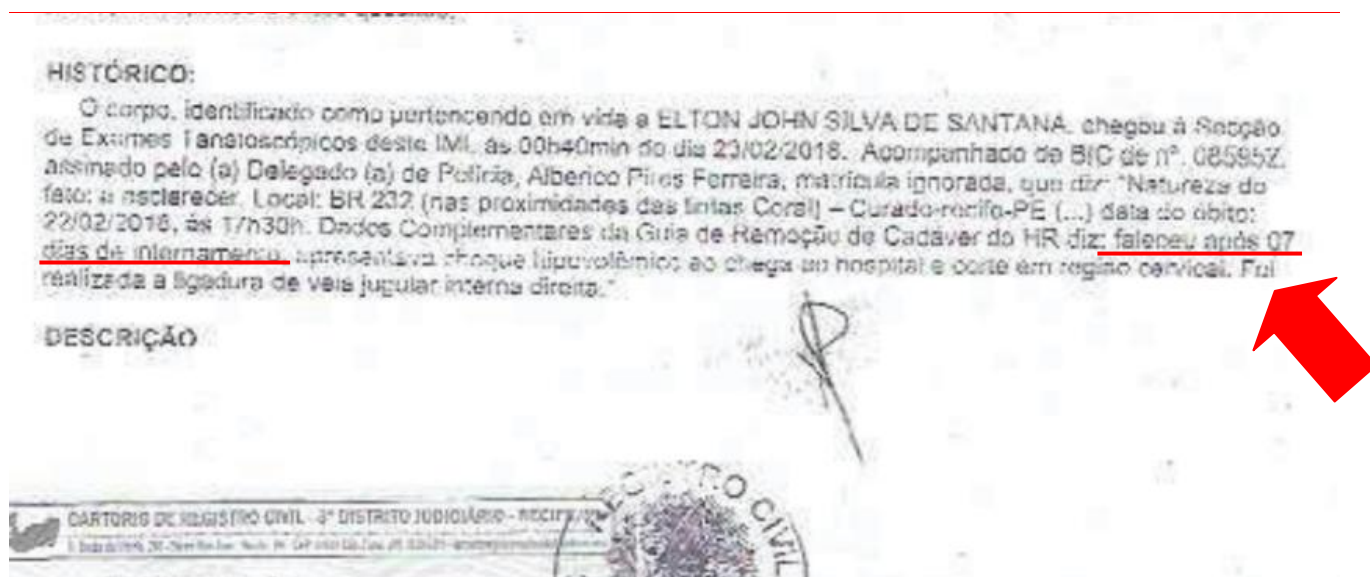 HISTÓRICO:
O corpo, identificado como pertencendo em vida a ELTON JOHN SILVA DE SANTANA, chegou à Secção
de Exames Tanatoscópicos deste IML às 00h40min do dia 23/02/2018. Acompanhado de BIC de nº.
assinado pelo (a) Delegado (a) de Polícia, Alberico Pires Ferreira, matrícula ignorada, que diz: "Natureza do
fato: a esclarecer. Local: BR 232 (nas proximidades das tintas Coral) – Curado-recife-PE (...) data do óbito:
22/02/2018, às 17h30h. Dados Complementares da Guia de Remoção de Cadáver do HR diz: faleceu após 07
dias de internamento, apresentava choque hipovolêmico ao chega ao hospital e corte em região cervical. Foi
realizada a ligadura de veia jugular interna direita."
DESCRIÇÃO
CARTÓRIO DE REGISTRO CIVIL - 3º DISTRITO JUDICIÁRIO - RECIFE
REGISTRO CIVIL